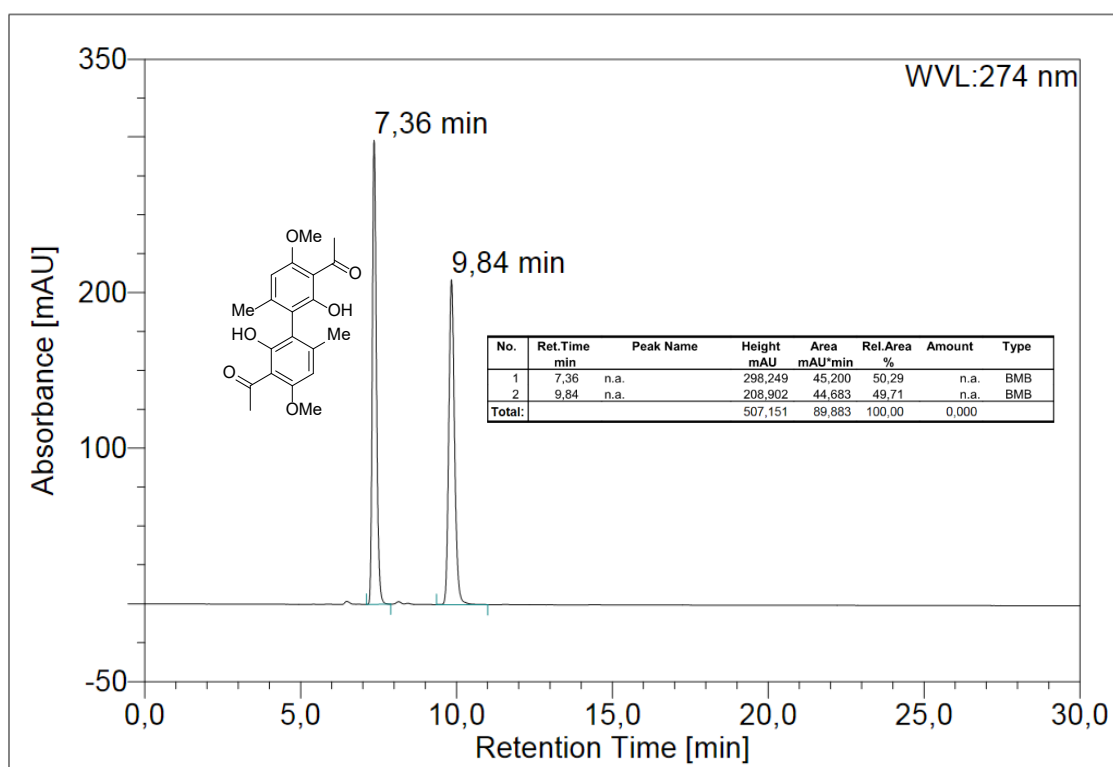 350
WVL:274 nm
7,36 min
OMe
O
9,84 min
200
Me
OH
HO
Me
No. Ret.Time Peak Name Height Area Rel.Area Amount Type
min mAU mAU*min %
1 7,36 n.a. 298,249 45,200 50,29 n.a. BMB
2 9,84 n.a. 208,902 44,683 49,71 n.a. BMB
Total: 507,151 89,883 100,00 0,000
O
OMe
100
Absorbance [mAU]
-50
0,0 5,0 10,0 15,0 20,0 25,0 30,0
Retention Time [min]